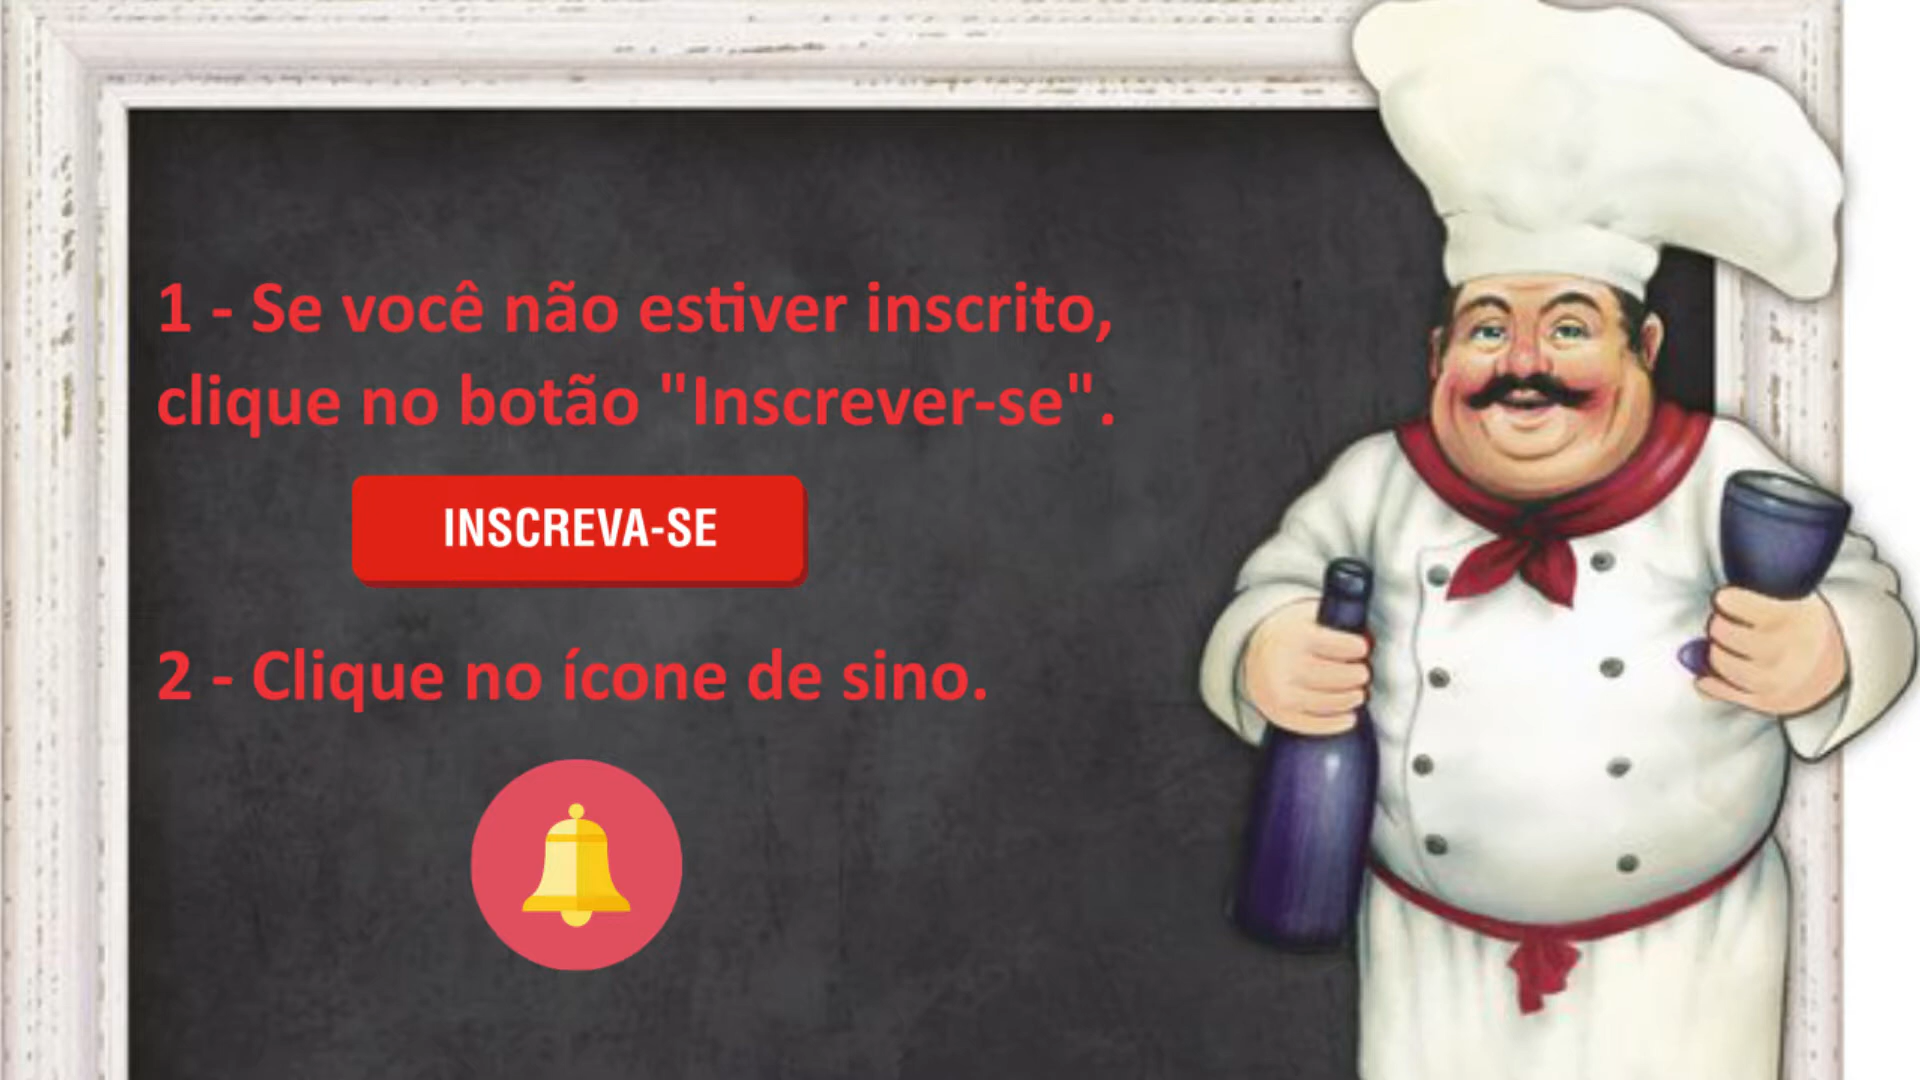 1 - Se você não estiver inscrito,
clique no botão "Inscrever-se".
INSCREVA-SE
2 - Clique no ícone de sino.